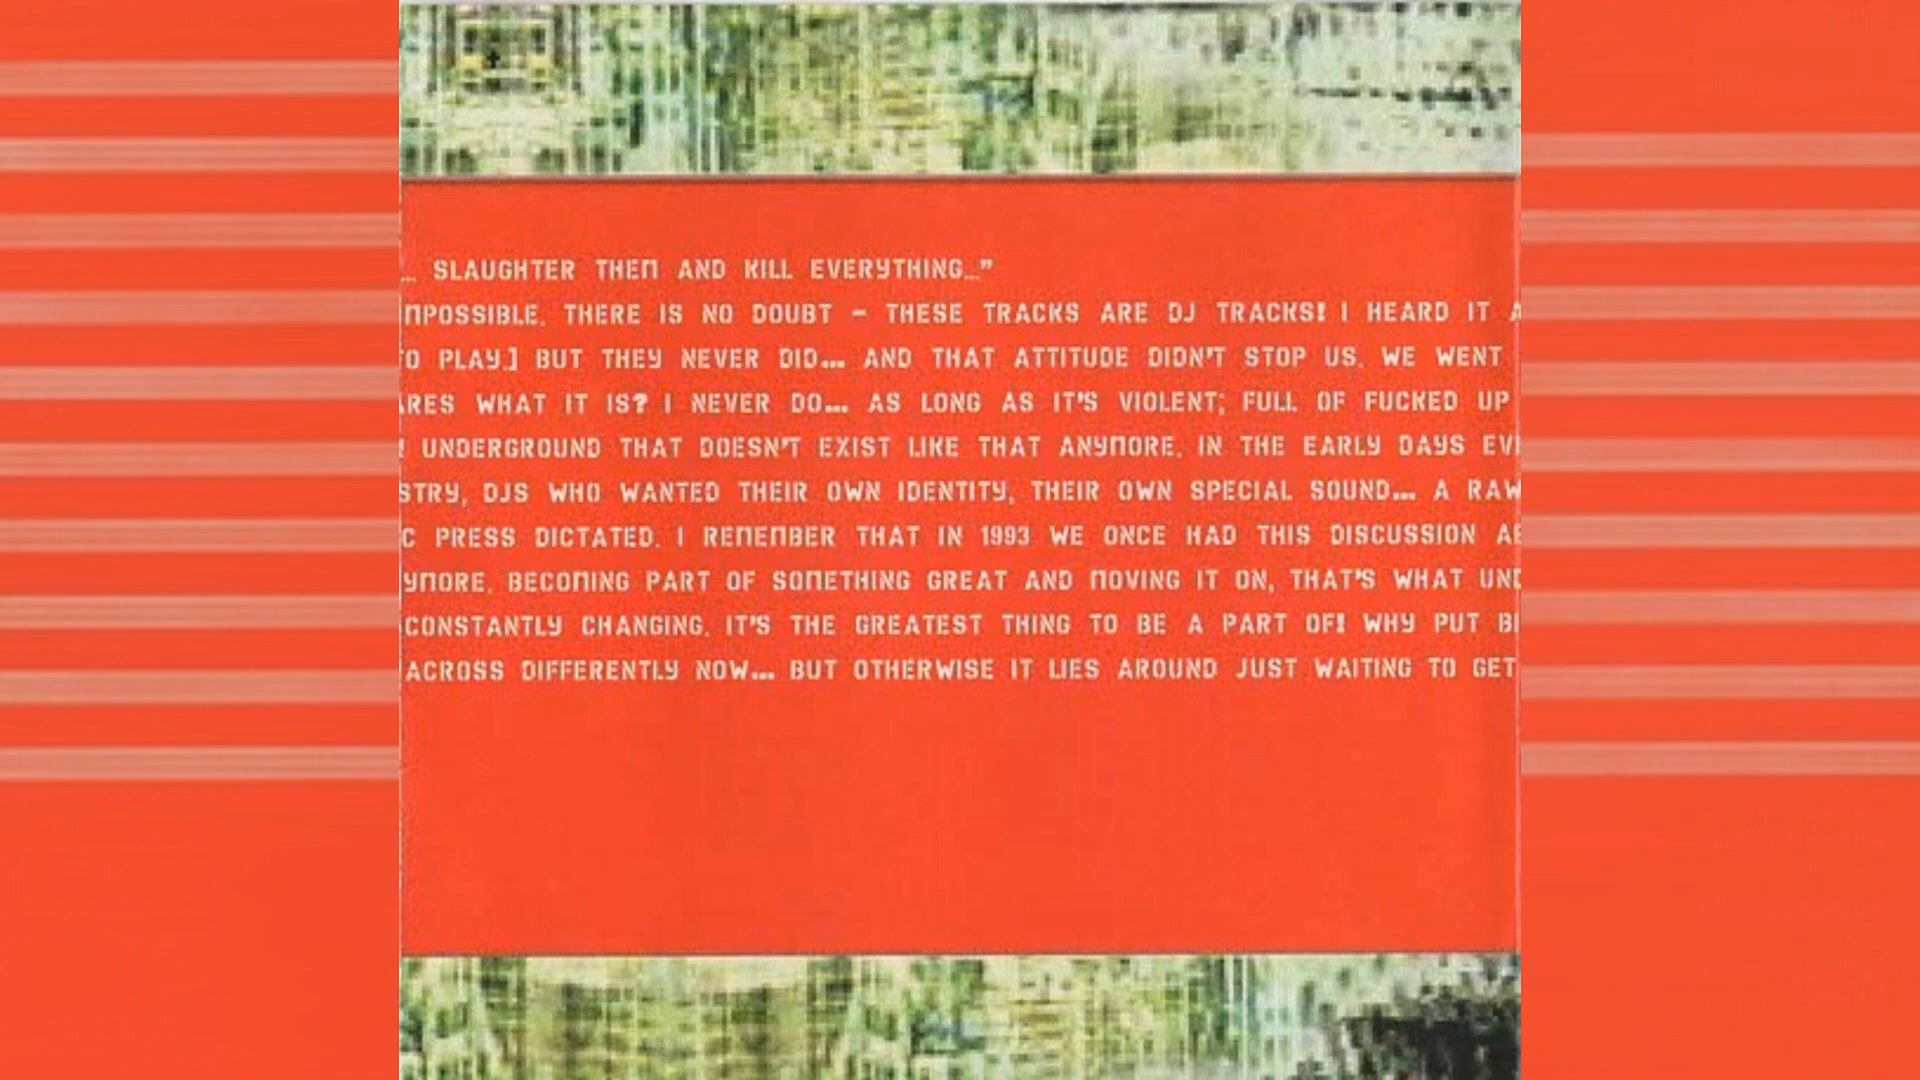 ... SLAUGHTER THEM AND KILL EVERYTHING..."
MPOSSIBLE. THERE IS NO DOUBT - THESE TRACKS ARE DJ TRACKS! I HEARD IT A
TO PLAY.] BUT THEY NEVER DID... AND THAT ATTITUDE DIDN'T STOP US. WE WENT
ARES WHAT IT IS? I NEVER DO... AS LONG AS IT'S VIOLENT; FULL OF FUCKED UP
UNDERGROUND THAT DOESN'T EXIST LIKE THAT ANYMORE. IN THE EARLY DAYS EV
STRY, DJS WHO WANTED THEIR OWN IDENTITY, THEIR OWN SPECIAL SOUND... A RAW
C PRESS DICTATED. I REMEMBER THAT IN 1993 WE ONCE HAD THIS DISCUSSION AB
YMORE. BECOMING PART OF SOMETHING GREAT AND MOVING IT ON, THAT'S WHAT UND
CONSTANTLY CHANGING. IT'S THE GREATEST THING TO BE A PART OF! WHY PUT B
ACROSS DIFFERENTLY NOW... BUT OTHERWISE IT LIES AROUND JUST WAITING TO GET